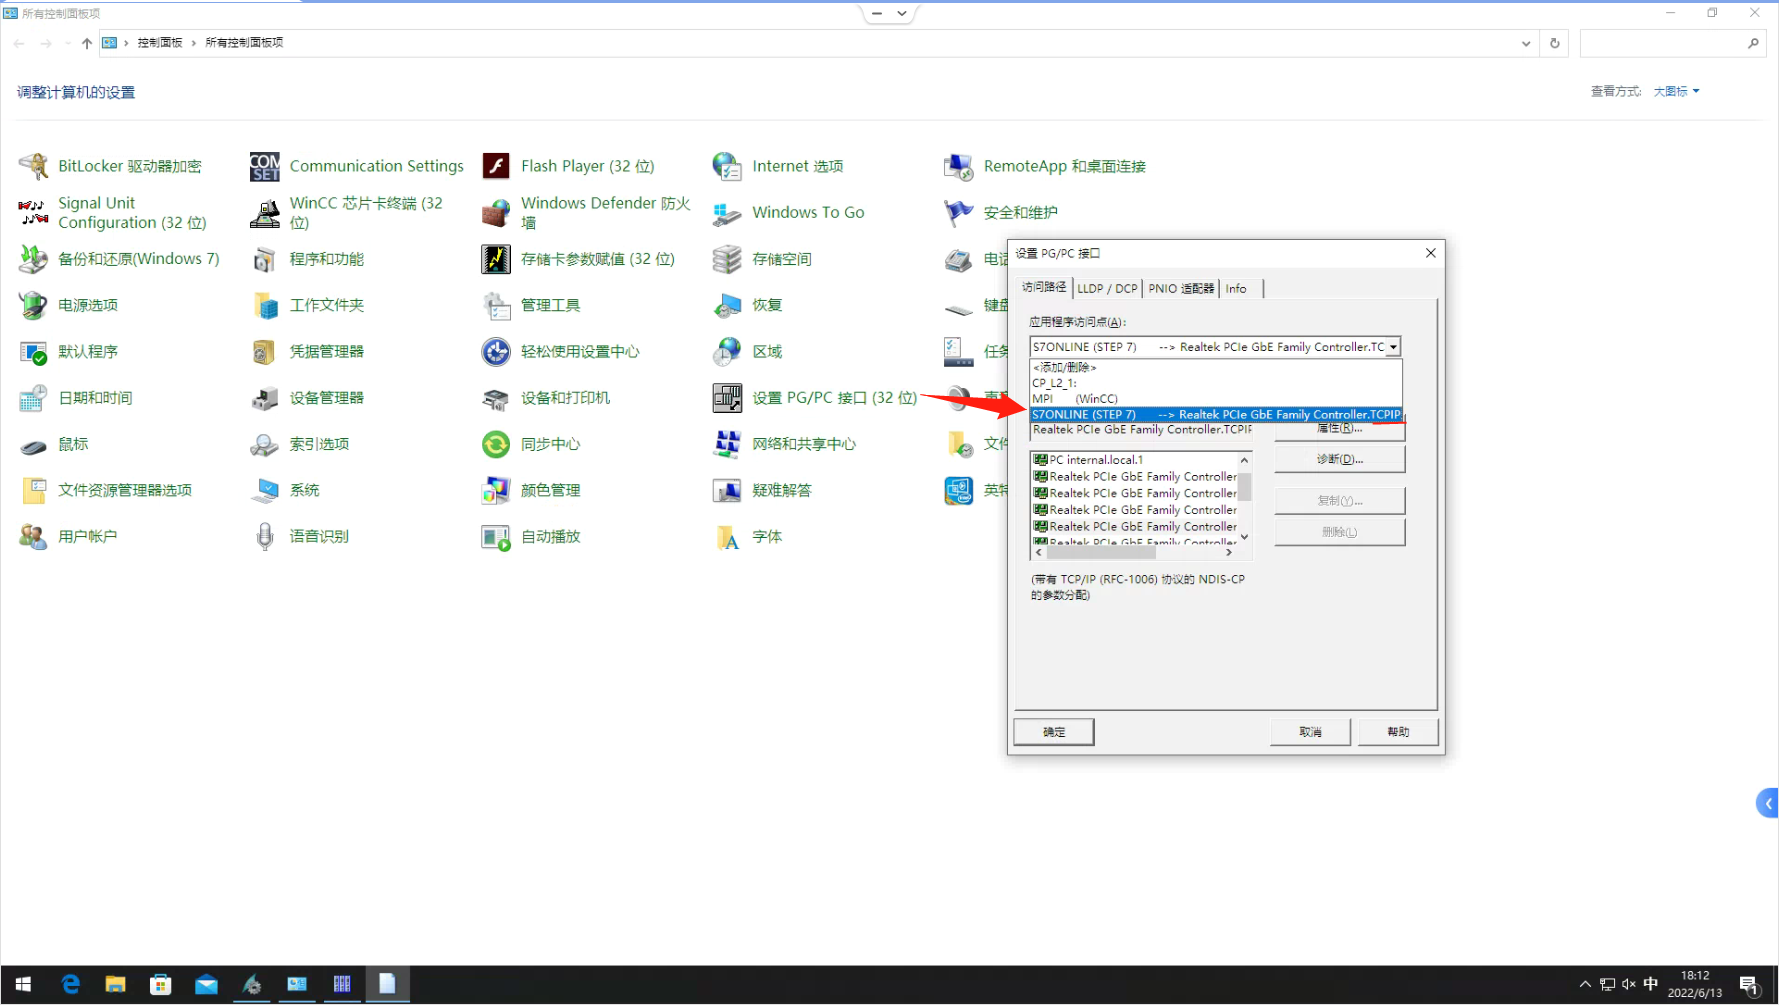 所有控制面板项
控制面板 › 所有控制面板项
调整计算机的设置
查看方式: 大图标
BitLocker 驱动器加密
Communication Settings
Flash Player (32 位)
Internet 选项
RemoteApp 和桌面连接
Signal Unit
Configuration (32 位)
WinCC 芯片卡终端 (32
位)
Windows Defender 防火
墙
Windows To Go
安全和维护
备份和还原(Windows 7)
程序和功能
存储卡参数赋值 (32 位)
存储空间
电源选项
工作文件夹
管理工具
恢复
键盘
默认程序
凭据管理器
轻松使用设置中心
区域
任务
日期和时间
设备管理器
设备和打印机
设置 PG/PC 接口 (32 位)
鼠标
索引选项
同步中心
网络和共享中心
文件
文件资源管理器选项
系统
颜色管理
疑难解答
用户帐户
语音识别
自动播放
字体
设置 PG/PC 接口
访问路径
LLDP / DCP
PNIO 适配器
Info
应用程序访问点(A):
S7ONLINE (STEP 7) --> Realtek PCIe GbE Family Controller.TC
<添加/删除>
CP_L2_1:
MPI (WinCC)
S7ONLINE (STEP 7) --> Realtek PCIe GbE Family Controller.TCPIP
Realtek PCIe GbE Family Controller.TCPIP
属性(R)...
PC internal.local.1
诊断(D)...
Realtek PCIe GbE Family Controller
Realtek PCIe GbE Family Controller
复制(Y)...
Realtek PCIe GbE Family Controller
Realtek PCIe GbE Family Controller
删除(L)
Realtek PCIe GbE Family Controller
(带有 TCP/IP (RFC-1006) 协议的 NDIS-CP
的参数分配)
确定
取消
帮助
COM
SET
中
18:12
2022/6/13
1